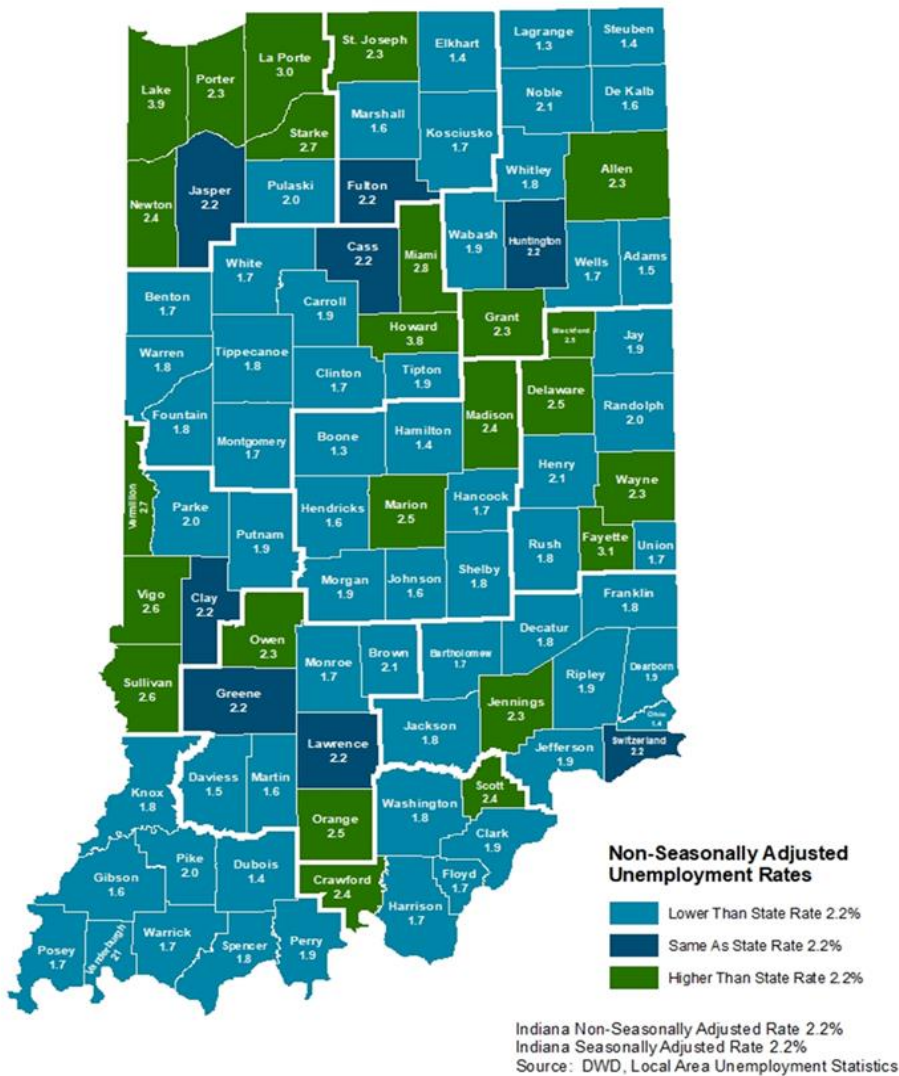 Lagrange
1.3
Steuben
1.4
St. Joseph
2.3
Elkhart
1.4
La Porte
3.0
Porter
2.3
Lake
3.9
Noble
2.1
De Kalb
1.6
Marshall
1.6
Kosciusko
1.7
Starke
2.7
Whitley
1.8
Allen
2.3
Jasper
2.2
Pulaski
2.0
Fulton
2.2
Newton
2.4
Wabash
1.9
Huntington
2.2
Wells
1.7
Adams
1.5
White
1.7
Cass
2.2
Miami
2.8
Benton
1.7
Carroll
1.9
Grant
2.3
Howard
3.8
Blackford
2.5
Jay
1.9
Warren
1.8
Tippecanoe
1.8
Clinton
1.7
Tipton
1.9
Madison
2.4
Delaware
2.5
Randolph
2.0
Fountain
1.8
Montgomery
1.7
Boone
1.3
Hamilton
1.4
Henry
2.1
Wayne
2.3
Vermillion
2.7
Parke
2.0
Putnam
1.9
Hendricks
1.6
Marion
2.5
Hancock
1.7
Rush
1.8
Fayette
3.1
Union
1.7
Vigo
2.6
Clay
2.2
Morgan
1.9
Johnson
1.6
Shelby
1.8
Franklin
1.8
Owen
2.3
Monroe
1.7
Brown
2.1
Bartholomew
1.7
Decatur
1.8
Ripley
1.9
Dearborn
1.9
Sullivan
2.6
Greene
2.2
Jennings
2.3
Ohio
1.4
Lawrence
2.2
Jackson
1.8
Jefferson
1.9
Switzerland
2.2
Knox
1.8
Daviess
1.5
Martin
1.6
Orange
2.5
Washington
1.8
Scott
2.4
Clark
1.9
Gibson
1.6
Pike
2.0
Dubois
1.4
Crawford
2.4
Floyd
1.7
Harrison
1.7
Posey
1.7
Vanderburgh
21
Warrick
1.7
Spencer
1.8
Perry
1.9
Non-Seasonally Adjusted
Unemployment Rates
Lower Than State Rate 2.2%
Same As State Rate 2.2%
Higher Than State Rate 2.2%
Indiana Non-Seasonally Adjusted Rate 2.2%
Indiana Seasonally Adjusted Rate 2.2%
Source: DWD, Local Area Unemployment Statistics